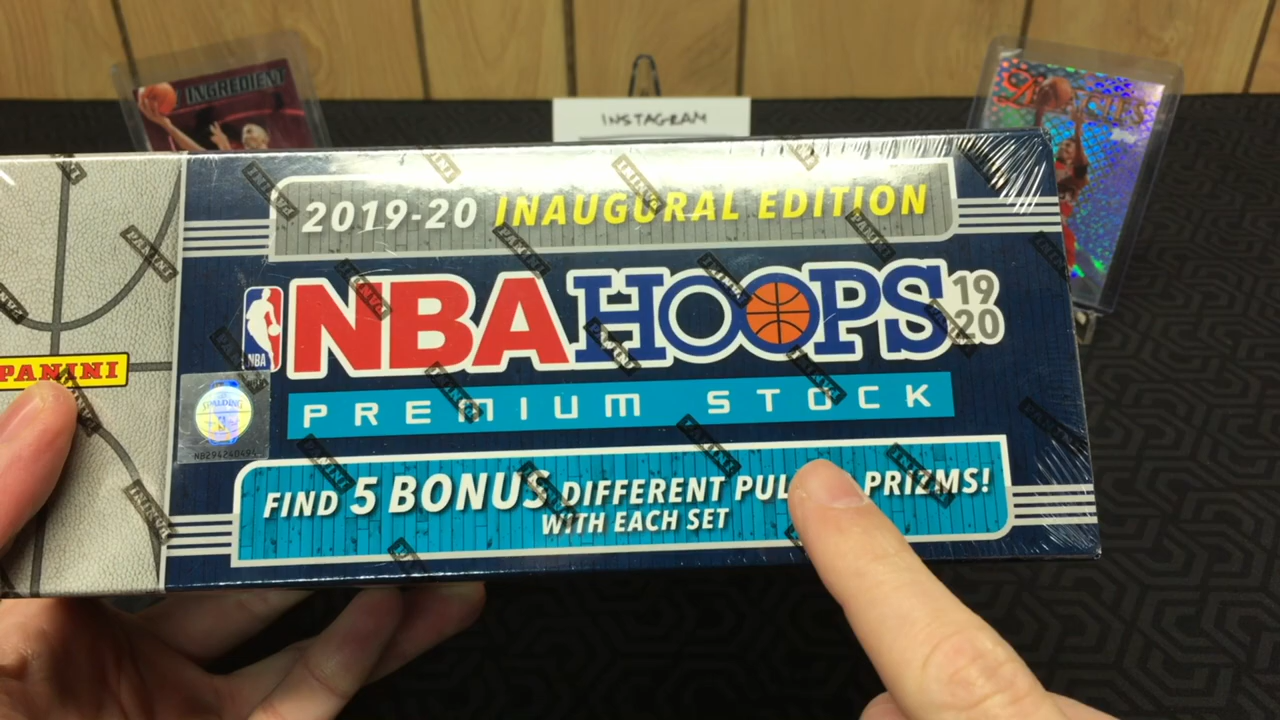 INGREDIENT
INSTAGRAM
2019-20 INAUGURAL EDITION
NBA HOOPS 19 20
NBA
PANINI
PREMIUM STOCK
SPALDING
FIND 5 BONUS DIFFERENT PRIZMS!
WITH EACH SET